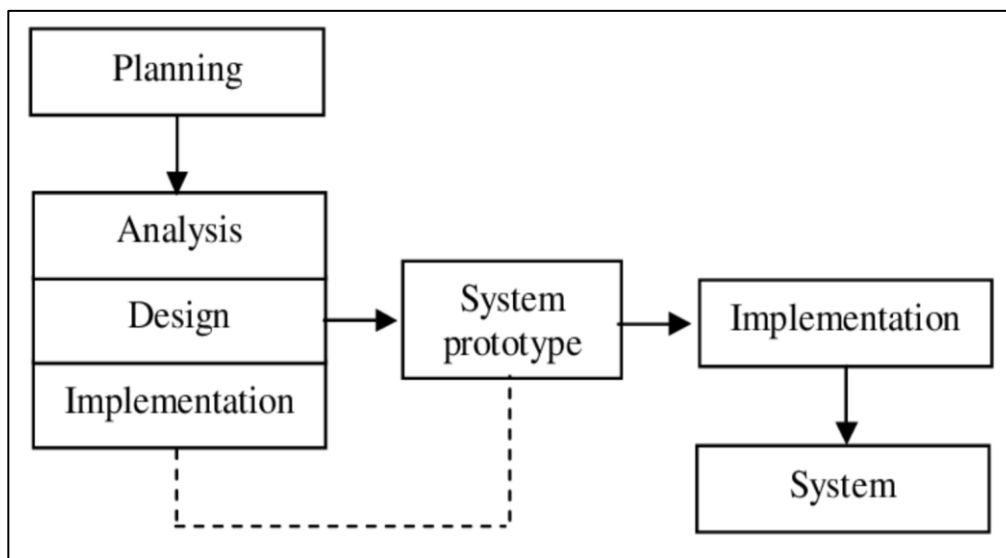 Planning
Analysis
Design
Implementation
System
prototype
Implementation
System